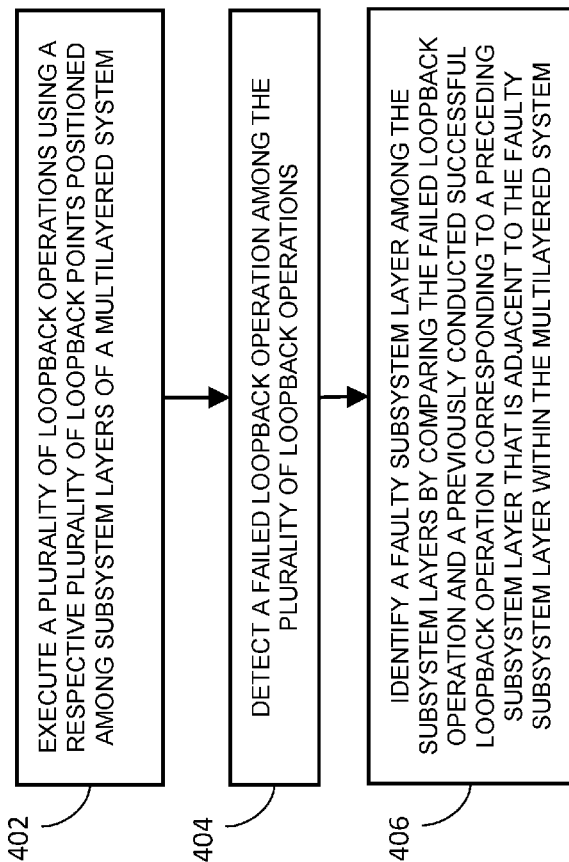 402
EXECUTE A PLURALITY OF LOOPBACK OPERATIONS USING A
RESPECTIVE PLURALITY OF LOOPBACK POINTS POSITIONED
AMONG SUBSYSTEM LAYERS OF A MULTILAYERED SYSTEM
404
DETECT A FAILED LOOPBACK OPERATION AMONG THE
PLURALITY OF LOOPBACK OPERATIONS
406
IDENTIFY A FAULTY SUBSYSTEM LAYER AMONG THE
SUBSYSTEM LAYERS BY COMPARING THE FAILED LOOPBACK
OPERATION AND A PREVIOUSLY CONDUCTED SUCCESSFUL
LOOPBACK OPERATION CORRESPONDING TO A PRECEDING
SUBSYSTEM LAYER THAT IS ADJACENT TO THE FAULTY
SUBSYSTEM LAYER WITHIN THE MULTILAYERED SYSTEM